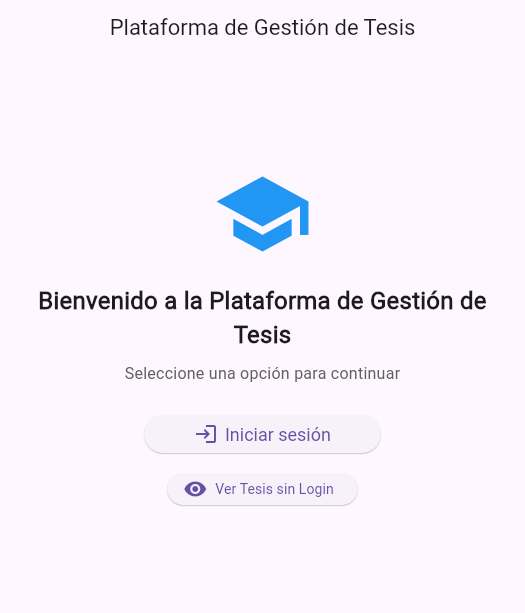 Plataforma de Gestión de Tesis
Bienvenido a la Plataforma de Gestión de
Tesis
Seleccione una opción para continuar
Iniciar sesión
Ver Tesis sin Login